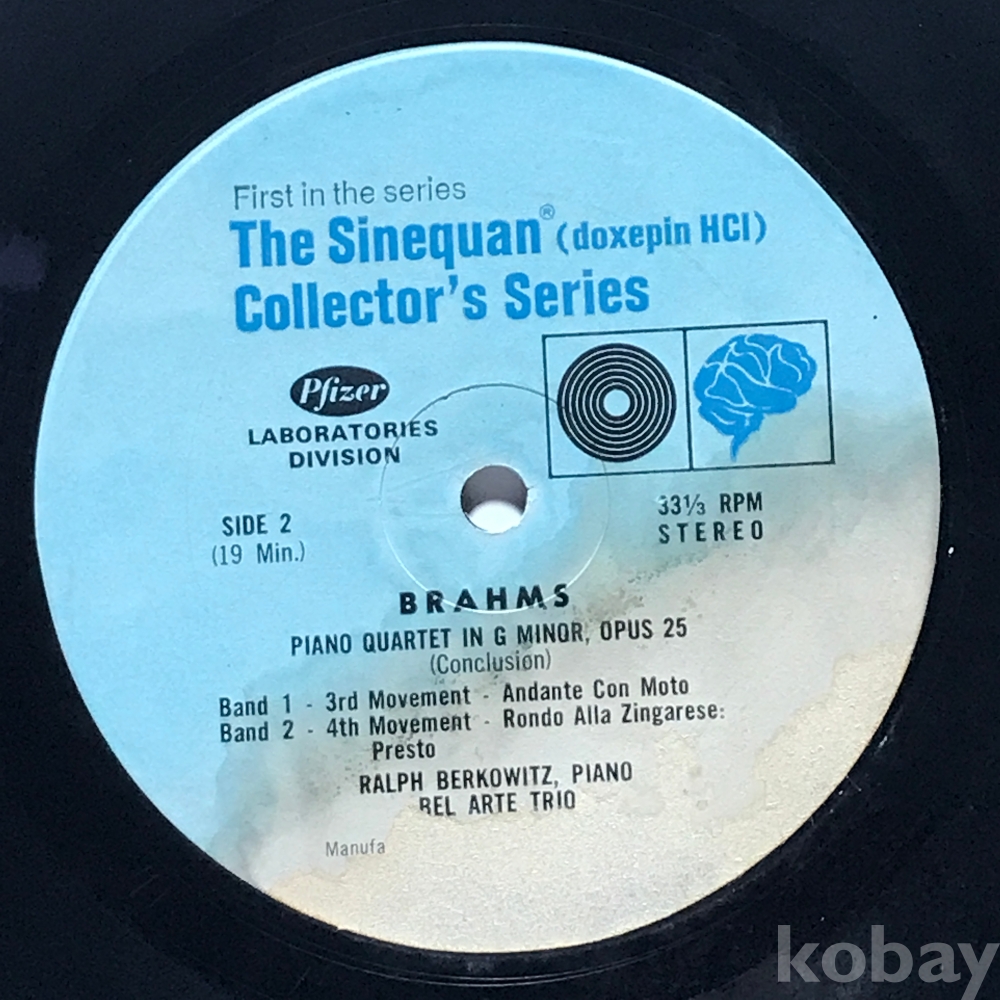 First in the series
The Sinequan® (doxepin HCl)
Collector's Series
Pfizer
LABORATORIES
DIVISION
SIDE 2
(19 Min.)
33⅓ RPM
STEREO
BRAHMS
PIANO QUARTET IN G MINOR, OPUS 25
(Conclusion)
Band 1 - 3rd Movement - Andante Con Moto
Band 2 - 4th Movement - Rondo Alla Zingarese:
Presto
RALPH BERKOWITZ, PIANO
BEL ARTE TRIO
Manufa
kobay